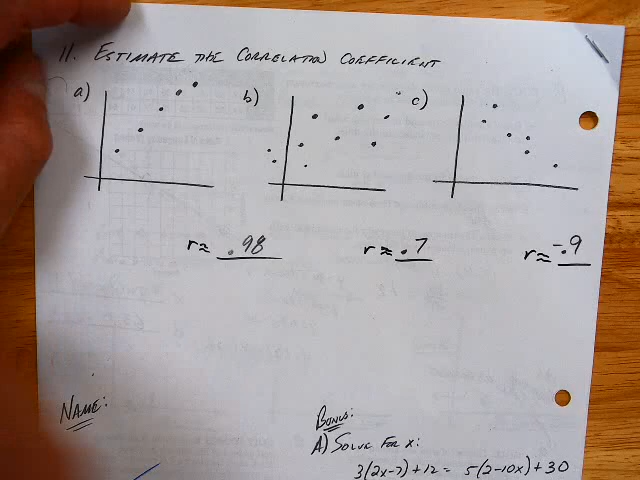 11. ESTIMATE THE CORRELATION COEFFICIENT
a) b) c)
r≈ .98 r≈ .7 r≈ -.9
NAME:
BONUS:
A) SOLVE FOR X:
3(2x-7)+12 = 5(2-10x)+30